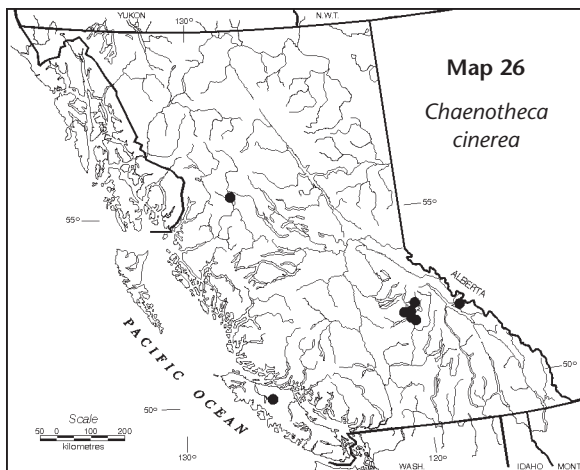 YUKON
130°
N.W.T.
Map 26
Chaenotheca
cinerea
55°
55°
ALBERTA
PACIFIC OCEAN
50°
Scale
50 0 100 200
kilometres
50°
130°
120°
WASH.
IDAHO
MONT